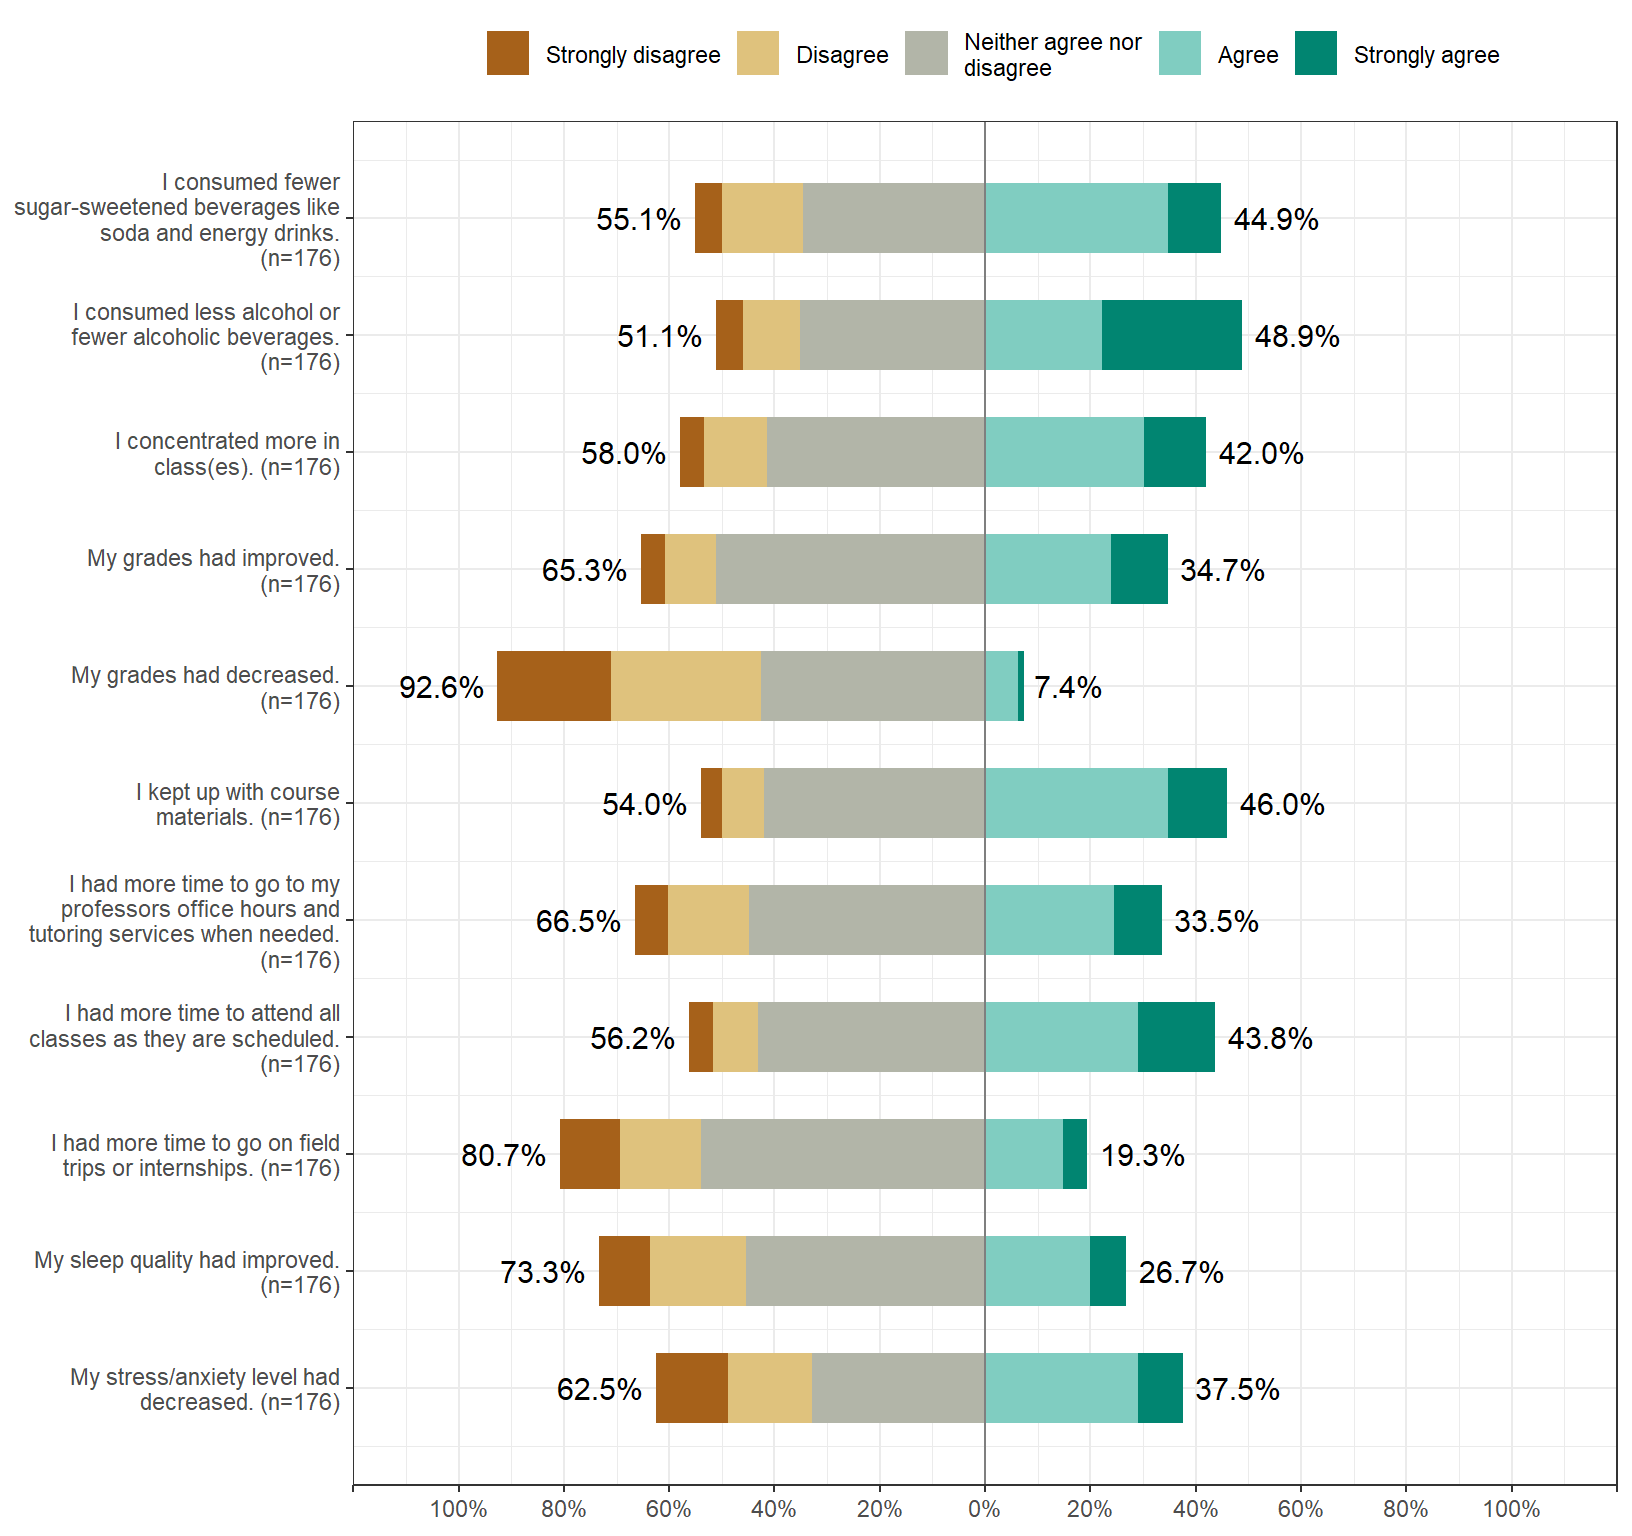 Strongly disagree
Disagree
Neither agree nor
disagree
Agree
Strongly agree
I consumed fewer
sugar-sweetened beverages like
soda and energy drinks.
(n=176)
55.1%
44.9%
I consumed less alcohol or
fewer alcoholic beverages.
(n=176)
51.1%
48.9%
I concentrated more in
class(es). (n=176)
58.0%
42.0%
My grades had improved.
(n=176)
65.3%
34.7%
My grades had decreased.
(n=176)
92.6%
7.4%
I kept up with course
materials. (n=176)
54.0%
46.0%
I had more time to go to my
professors office hours and
tutoring services when needed.
(n=176)
66.5%
33.5%
I had more time to attend all
classes as they are scheduled.
(n=176)
56.2%
43.8%
I had more time to go on field
trips or internships. (n=176)
80.7%
19.3%
My sleep quality had improved.
(n=176)
73.3%
26.7%
My stress/anxiety level had
decreased. (n=176)
62.5%
37.5%
100% 80% 60% 40% 20% 0% 20% 40% 60% 80% 100%